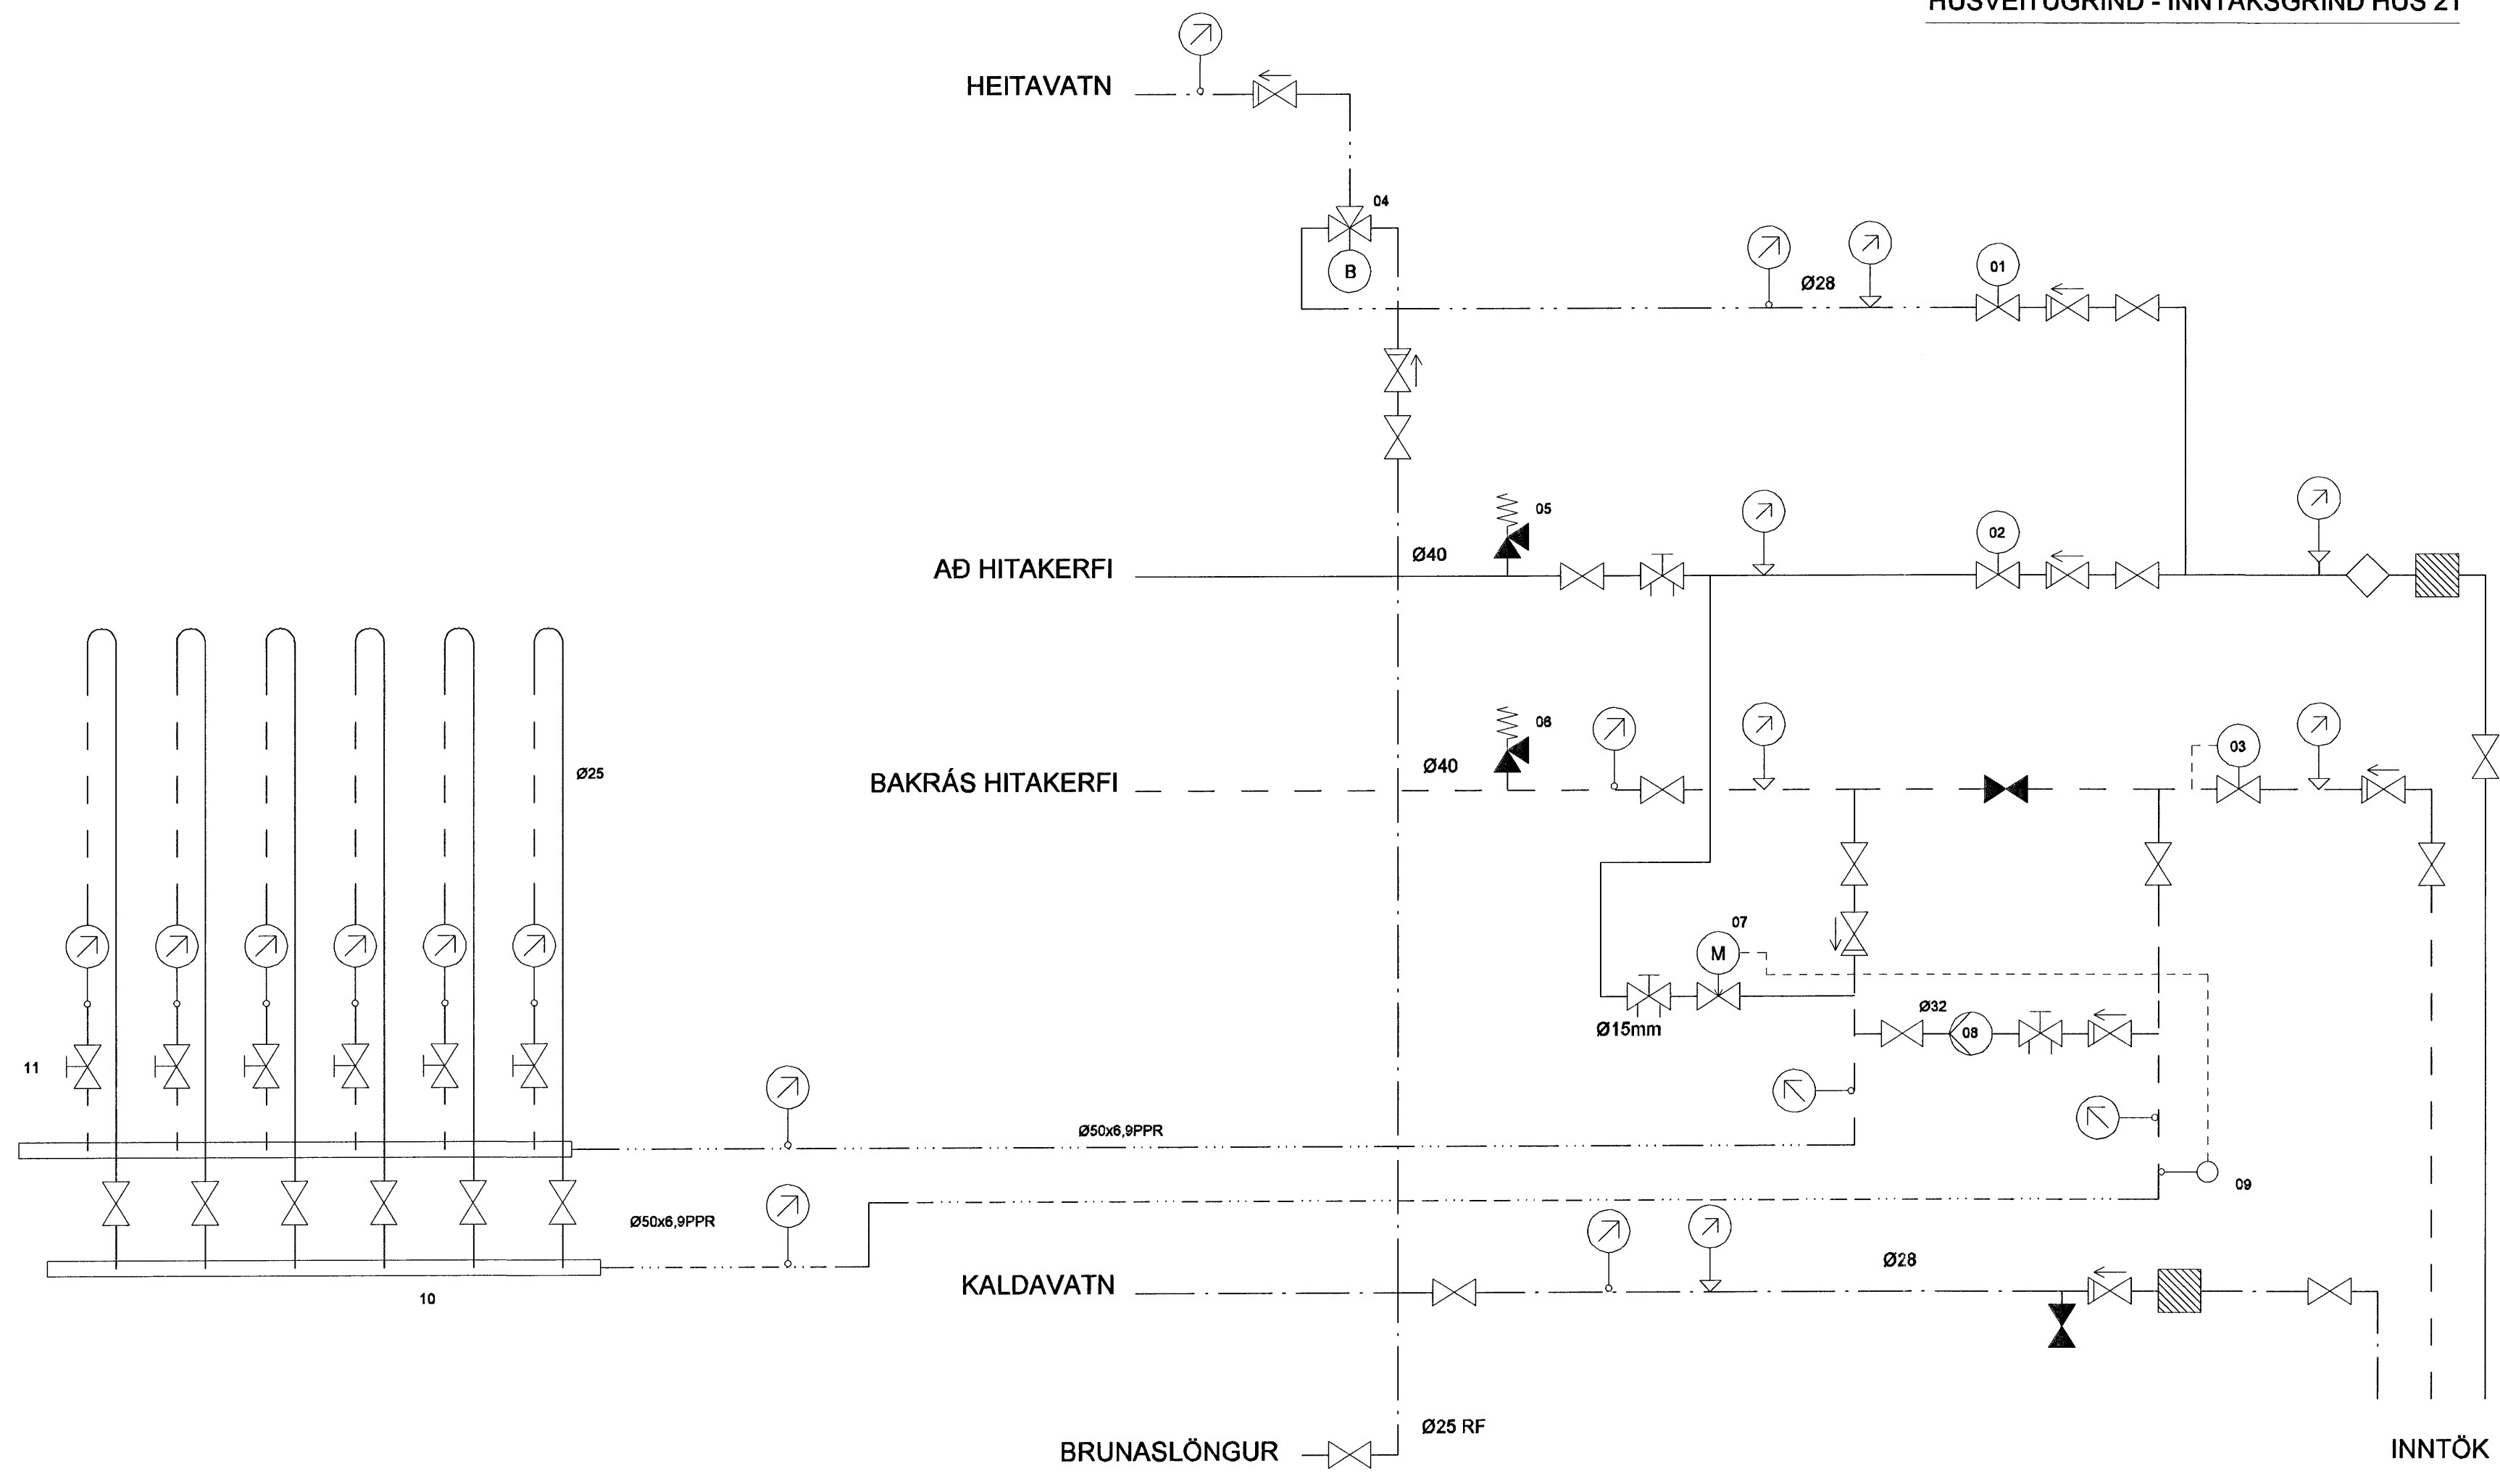 HÚSVEITUGRIND - INNTAKSGRIND HÚS 21
HEITAVATN
04
B
Ø28
01
05
02
AÐ HITAKERFI
Ø40
06
03
Ø25
BAKRÁS HITAKERFI
Ø40
07
M
Ø32
08
Ø15mm
11
Ø50x6,9PPR
09
Ø50x6,9PPR
Ø28
KALDAVATN
10
Ø25 RF
BRUNASLÖNGUR
INNTÖK